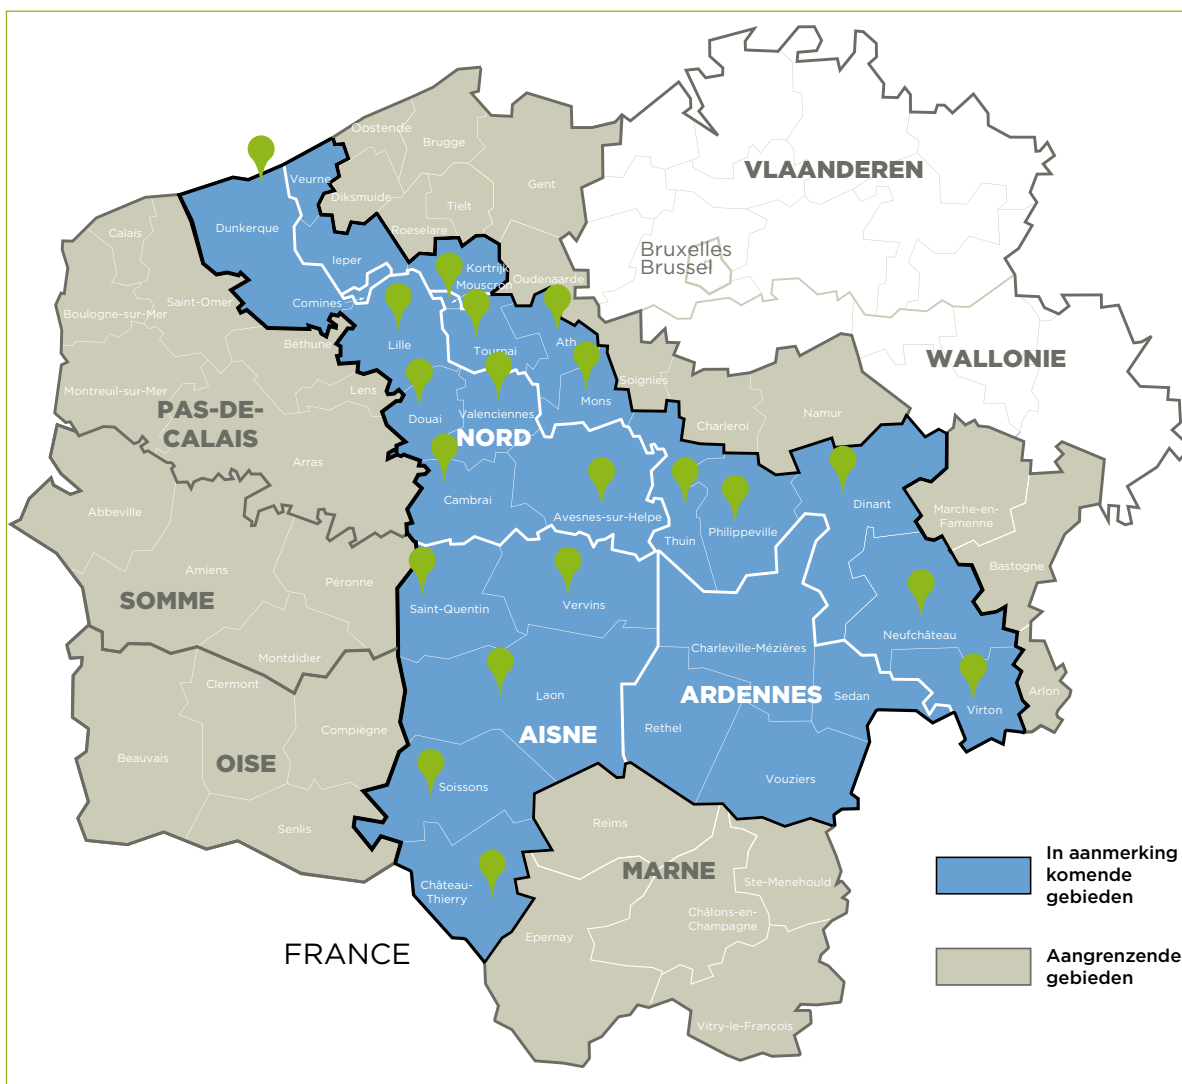 Oostende
Brugge
VLAANDEREN
Veurne
Gent
Diksmuide
Tielt
Dunkerque
Calais
Roeselare
Ieper
Bruxelles
Brussel
Kortrijk
Oudenaarde
Mouscron
Saint-Omer
Comines
Boulogne-sur-Mer
Béthune
Lille
Tournai
Ath
WALLONIE
Soignies
Montreuil-sur-Mer
Lens
Mons
PAS-DE-
CALAIS
Douai
Valenciennes
Charleroi
Namur
NORD
Arras
Cambrai
Avesnes-sur-Helpe
Dinant
Abbeville
Marche-en-
Famenne
Thuin
Philippeville
Bastogne
Amiens
Péronne
SOMME
Saint-Quentin
Vervins
Neufchâteau
Montdidier
Charleville-Mézières
Clermont
ARDENNES
Laon
Sedan
Arlon
Virton
Compiègne
Rethel
AISNE
Beauvais
OISE
Soissons
Vouziers
Senlis
Reims
MARNE
Château-
Thierry
Ste-Menehould
Châlons-en-
Champagne
Epernay
FRANCE
Vitry-le-François
In aanmerking
komende
gebieden
Aangrenzende
gebieden